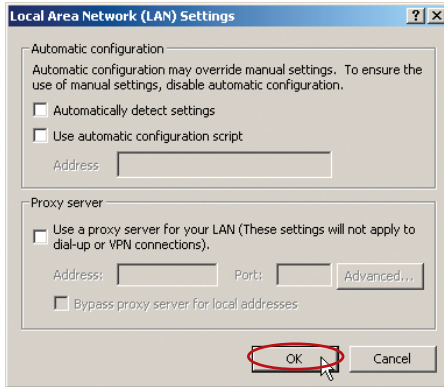 Local Area Network (LAN) Settings
Automatic configuration
Automatic configuration may override manual settings. To ensure the
use of manual settings, disable automatic configuration.
Automatically detect settings
Use automatic configuration script
Address
Proxy server
Use a proxy server for your LAN (These settings will not apply to
dial-up or VPN connections).
Address: Port: Advanced...
Bypass proxy server for local addresses
OK Cancel